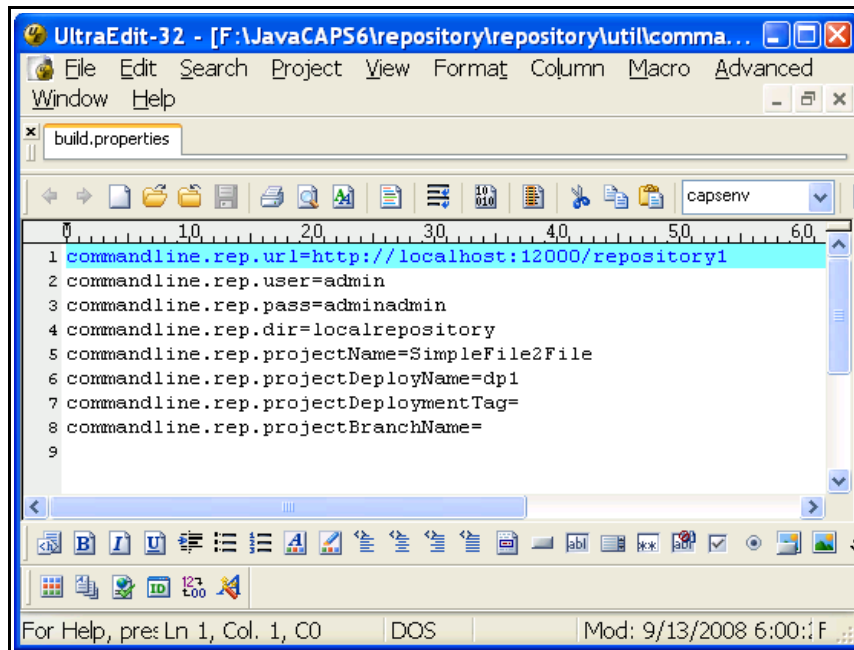 UltraEdit-32 - [F:\JavaCAPS6\repository\repository\util\comma...
File Edit Search Project View Format Column Macro Advanced
Window Help
build.properties
capsenv
0 10 20 30 40 50 60
1 commandline.rep.url=http://localhost:12000/repository1
2 commandline.rep.user=admin
3 commandline.rep.pass=adminadmin
4 commandline.rep.dir=localrepository
5 commandline.rep.projectName=SimpleFile2File
6 commandline.rep.projectDeployName=dp1
7 commandline.rep.projectDeploymentTag=
8 commandline.rep.projectBranchName=
9
For Help, pres Ln 1, Col. 1, C0 DOS Mod: 9/13/2008 6:00: F